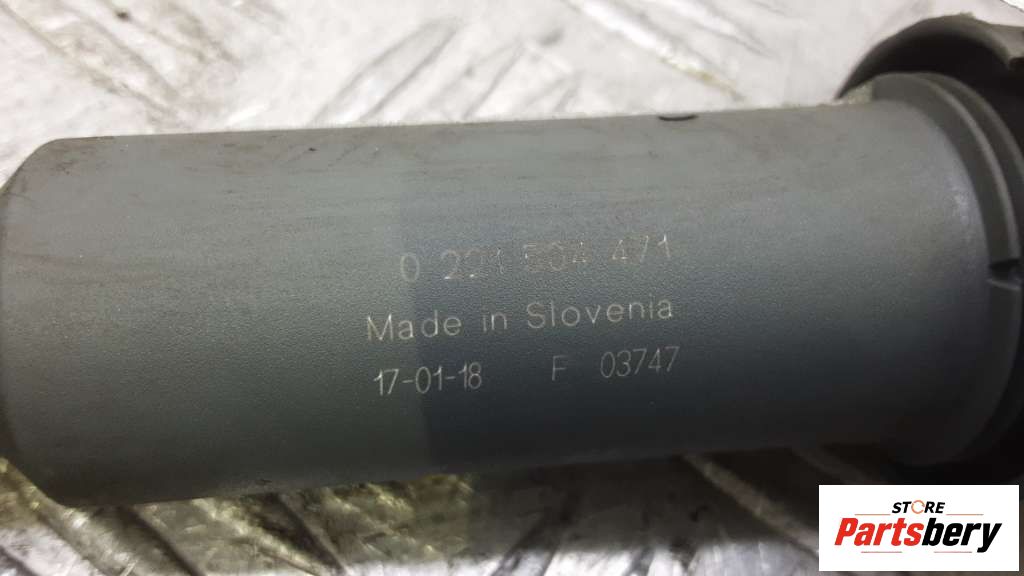 0 221 504 471
Made in Slovenia
17-01-18 F 03747
STORE
Partsbery